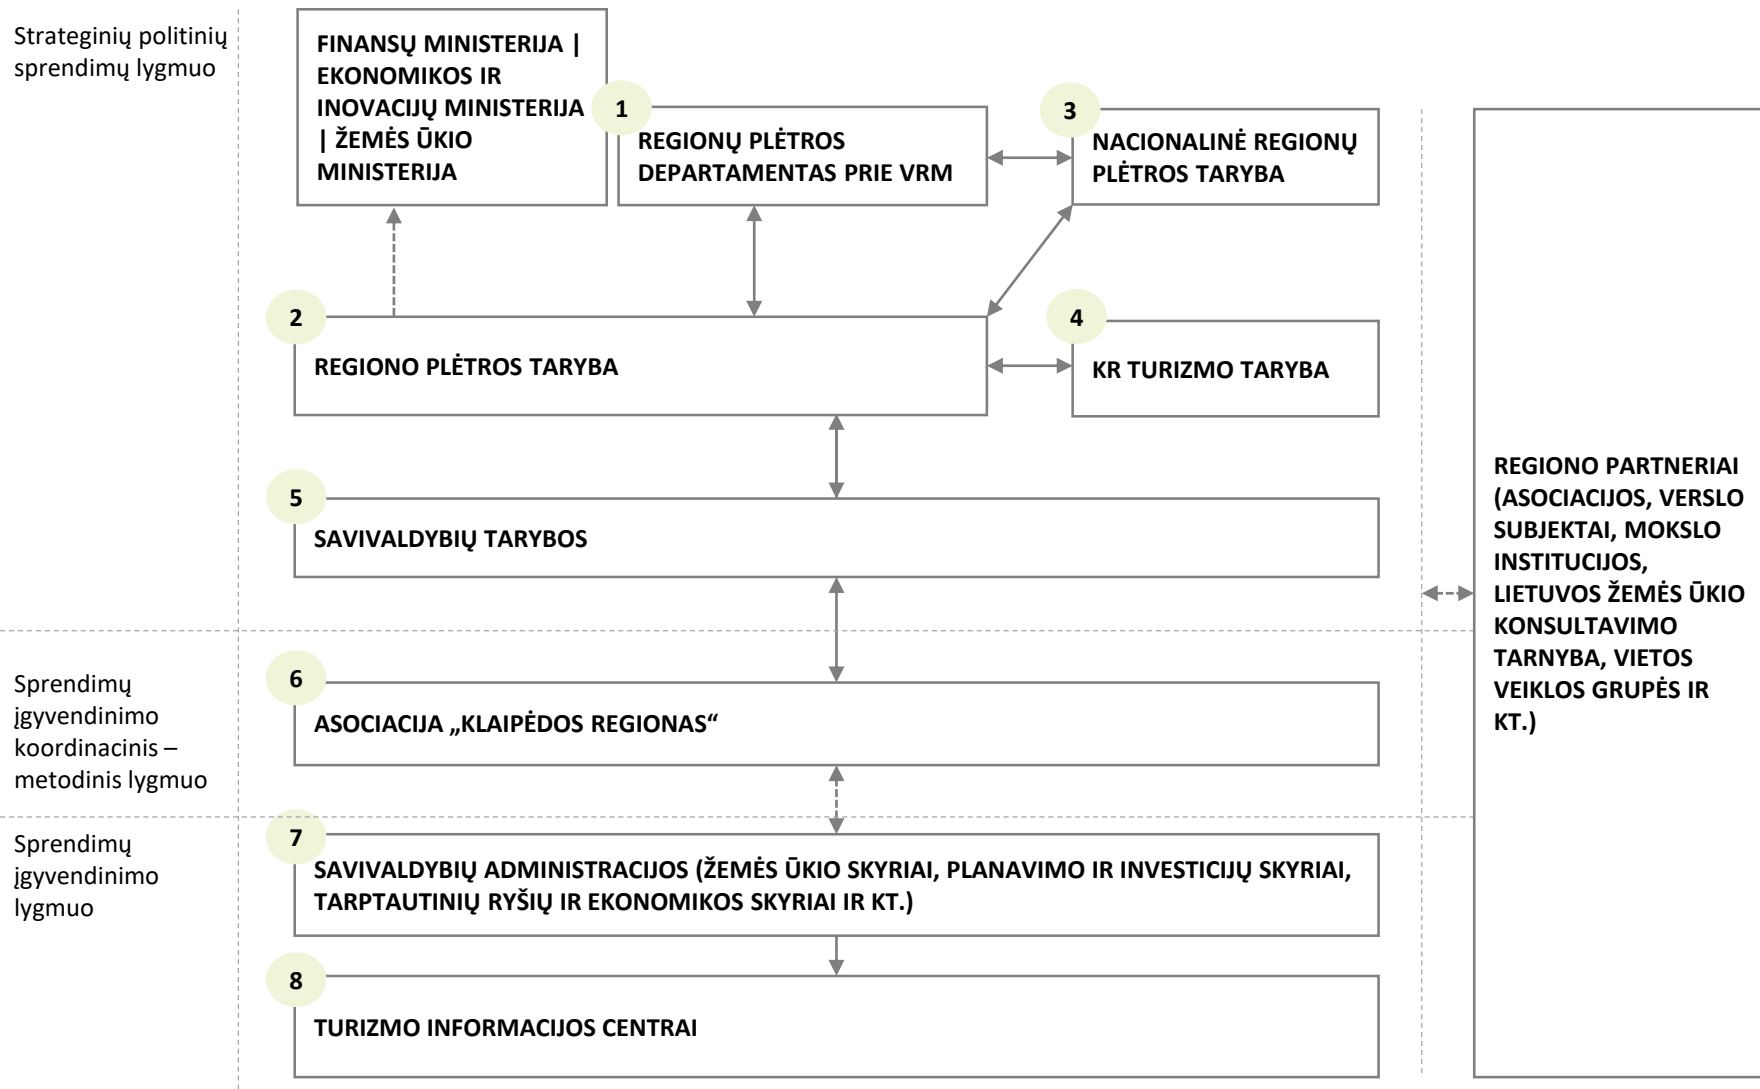 Strateginių politinių
sprendimų lygmuo
FINANSŲ MINISTERIJA |
EKONOMIKOS IR
INOVACIJŲ MINISTERIJA
| ŽEMĖS ŪKIO
MINISTERIJA
1
REGIONŲ PLĖTROS
DEPARTAMENTAS PRIE VRM
3
NACIONALINĖ REGIONŲ
PLĖTROS TARYBA
2
REGIONO PLĖTROS TARYBA
4
KR TURIZMO TARYBA
5
SAVIVALDYBIŲ TARYBOS
Sprendimų
įgyvendinimo
koordinacinis –
metodinis lygmuo
6
ASOCIACIJA „KLAIPĖDOS REGIONAS“
Sprendimų
įgyvendinimo
lygmuo
7
SAVIVALDYBIŲ ADMINISTRACIJOS (ŽEMĖS ŪKIO SKYRIAI, PLANAVIMO IR INVESTICIJŲ SKYRIAI,
TARPTAUTINIŲ RYŠIŲ IR EKONOMIKOS SKYRIAI IR KT.)
8
TURIZMO INFORMACIJOS CENTRAI
REGIONO PARTNERIAI
(ASOCIACIJOS, VERSLO
SUBJEKTAI, MOKSLO
INSTITUCIJOS,
LIETUVOS ŽEMĖS ŪKIO
KONSULTAVIMO
TARNYBA, VIETOS
VEIKLOS GRUPĖS IR
KT.)